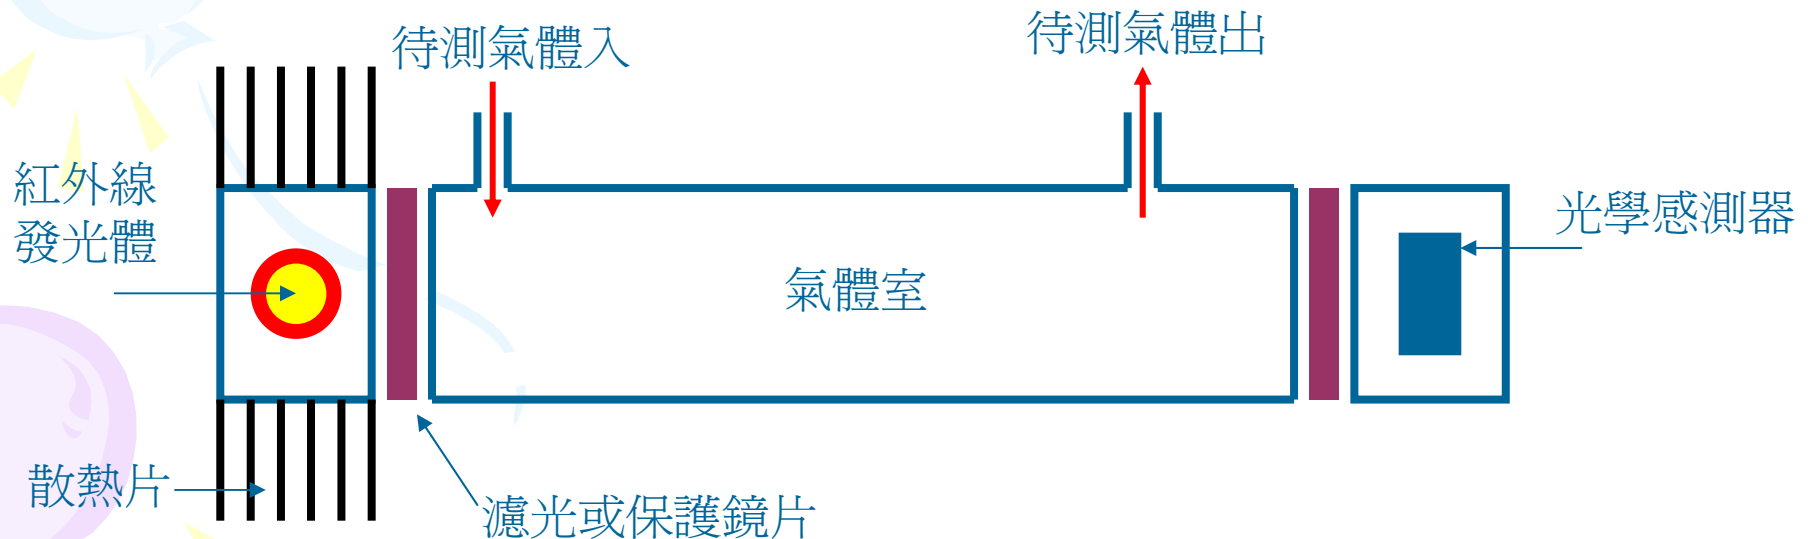 待測氣體入
待測氣體出
紅外線
發光體
光學感測器
氣體室
散熱片
濾光或保護鏡片